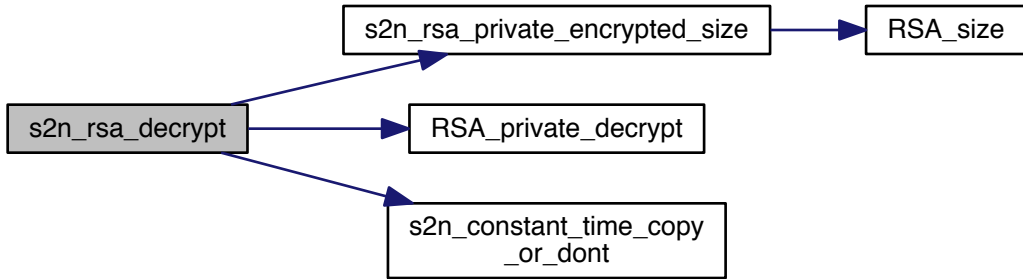 s2n_rsa_private_encrypted_size
RSA_size
s2n_rsa_decrypt
RSA_private_decrypt
s2n_constant_time_copy
_or_dont